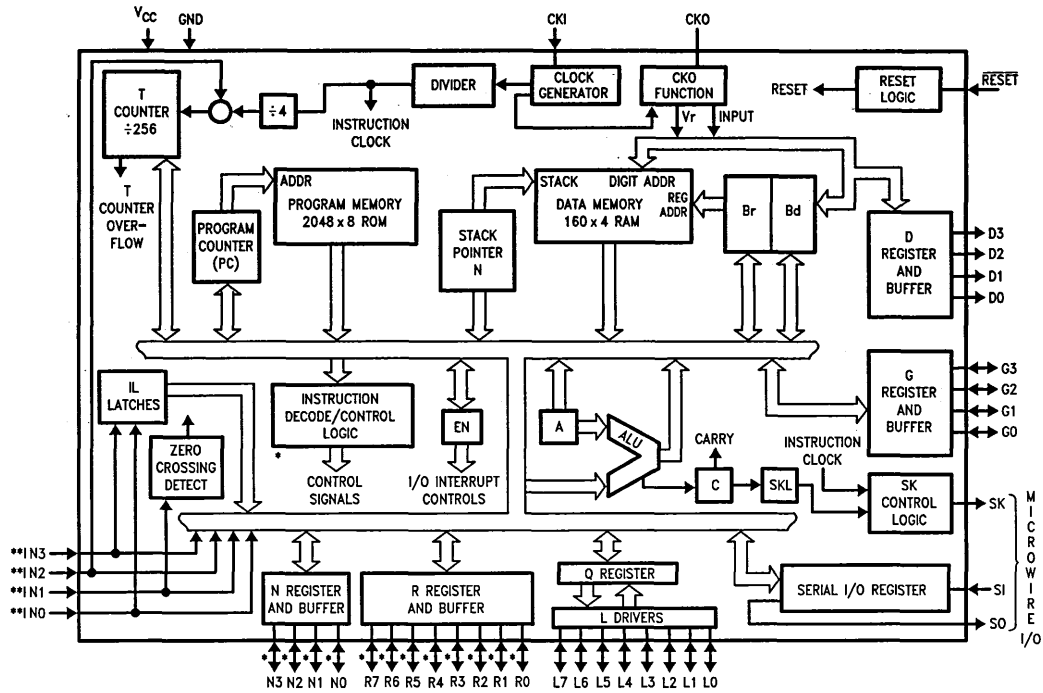 VCC
GND
CKI
CKO
T
COUNTER
÷256
÷4
DIVIDER
CLOCK
GENERATOR
CKO
FUNCTION
RESET
RESET
LOGIC
RESET
INSTRUCTION
CLOCK
Vr
INPUT
T
COUNTER
OVER-
FLOW
PROGRAM
COUNTER
(PC)
ADDR
PROGRAM MEMORY
2048 x 8 ROM
STACK
POINTER
N
STACK
DIGIT ADDR
DATA MEMORY
160 x 4 RAM
REG
ADDR
Br
Bd
D
REGISTER
AND
BUFFER
D3
D2
D1
D0
IL
LATCHES
ZERO
CROSSING
DETECT
INSTRUCTION
DECODE/CONTROL
LOGIC
*
CONTROL
SIGNALS
EN
I/O INTERRUPT
CONTROLS
A
ALU
CARRY
C
SKL
INSTRUCTION
CLOCK
G
REGISTER
AND
BUFFER
G3
G2
G1
G0
SK
CONTROL
LOGIC
SK
**IN3
**IN2
**IN1
**IN0
N REGISTER
AND BUFFER
R REGISTER
AND BUFFER
Q REGISTER
L DRIVERS
SERIAL I/O REGISTER
SI
SO
MICROWIRE
I/O
* * * *
N3 N2 N1 N0
* * * * * * * *
R7 R6 R5 R4 R3 R2 R1 R0
L7 L6 L5 L4 L3 L2 L1 L0